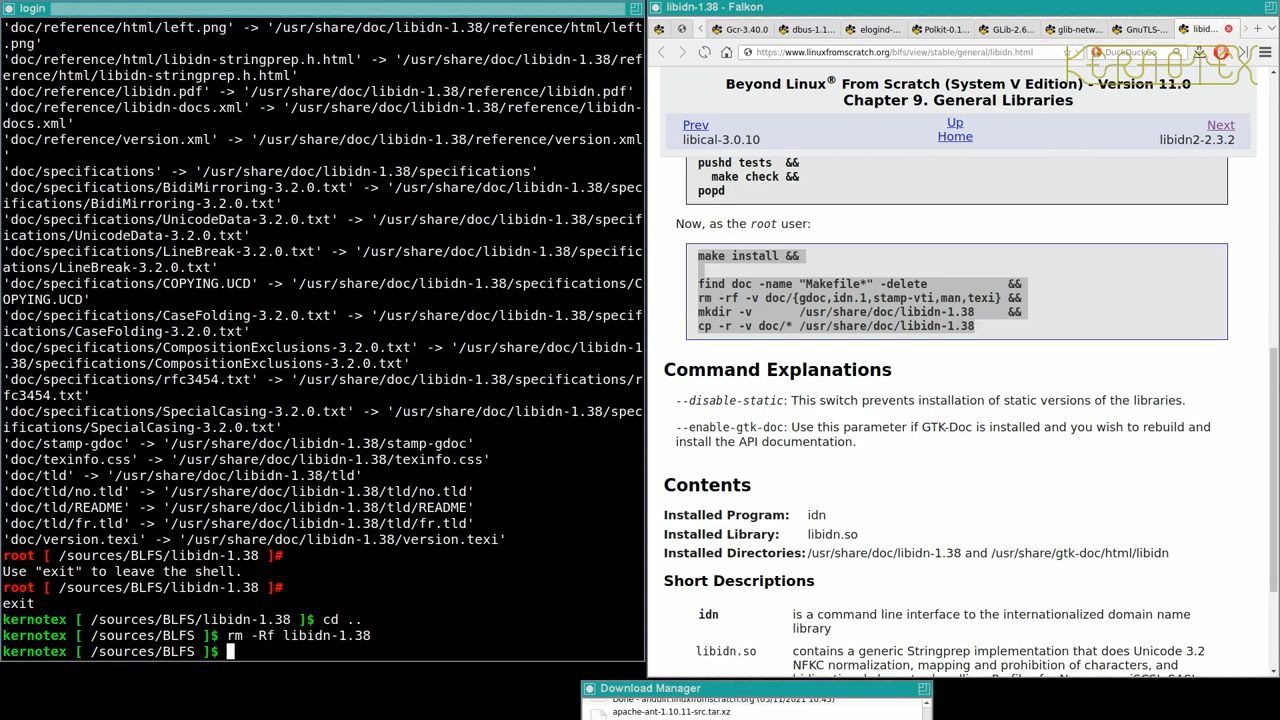 login
'doc/reference/html/left.png' -> '/usr/share/doc/libidn-1.38/reference/html/left
.png'
'doc/reference/html/libidn-stringprep.h.html' -> '/usr/share/doc/libidn-1.38/ref
erence/html/libidn-stringprep.h.html'
'doc/reference/libidn.pdf' -> '/usr/share/doc/libidn-1.38/reference/libidn.pdf'
'doc/reference/libidn-docs.xml' -> '/usr/share/doc/libidn-1.38/reference/libidn-
docs.xml'
'doc/reference/version.xml' -> '/usr/share/doc/libidn-1.38/reference/version.xml
'
'doc/specifications' -> '/usr/share/doc/libidn-1.38/specifications'
'doc/specifications/BidiMirroring-3.2.0.txt' -> '/usr/share/doc/libidn-1.38/spec
ifications/BidiMirroring-3.2.0.txt'
'doc/specifications/UnicodeData-3.2.0.txt' -> '/usr/share/doc/libidn-1.38/specif
ications/UnicodeData-3.2.0.txt'
'doc/specifications/LineBreak-3.2.0.txt' -> '/usr/share/doc/libidn-1.38/specific
ations/LineBreak-3.2.0.txt'
'doc/specifications/COPYING.UCD' -> '/usr/share/doc/libidn-1.38/specifications/C
OPYING.UCD'
'doc/specifications/CaseFolding-3.2.0.txt' -> '/usr/share/doc/libidn-1.38/specif
ications/CaseFolding-3.2.0.txt'
'doc/specifications/CompositionExclusions-3.2.0.txt' -> '/usr/share/doc/libidn-1
.38/specifications/CompositionExclusions-3.2.0.txt'
'doc/specifications/rfc3454.txt' -> '/usr/share/doc/libidn-1.38/specifications/r
fc3454.txt'
'doc/specifications/SpecialCasing-3.2.0.txt' -> '/usr/share/doc/libidn-1.38/spec
ifications/SpecialCasing-3.2.0.txt'
'doc/stamp-gdoc' -> '/usr/share/doc/libidn-1.38/stamp-gdoc'
'doc/texinfo.css' -> '/usr/share/doc/libidn-1.38/texinfo.css'
'doc/tld' -> '/usr/share/doc/libidn-1.38/tld'
'doc/tld/no.tld' -> '/usr/share/doc/libidn-1.38/tld/no.tld'
'doc/tld/README' -> '/usr/share/doc/libidn-1.38/tld/README'
'doc/tld/fr.tld' -> '/usr/share/doc/libidn-1.38/tld/fr.tld'
'doc/version.texi' -> '/usr/share/doc/libidn-1.38/version.texi'
root [ /sources/BLFS/libidn-1.38 ]#
Use "exit" to leave the shell.
root [ /sources/BLFS/libidn-1.38 ]#
exit
kernotex [ /sources/BLFS/libidn-1.38 ]$ cd ..
kernotex [ /sources/BLFS ]$ rm -Rf libidn-1.38
kernotex [ /sources/BLFS ]$
libidn-1.38 - Falkon
Gcr-3.40.0 dbus-1.1... elogind-... Polkit-0.1... GLib-2.6... glib-netw... GnuTLS-... libid...
https://www.linuxfromscratch.org/blfs/view/stable/general/libidn.html
DuckDuckGo
KERNOTEX
Beyond Linux® From Scratch (System V Edition) - Version 11.0
Chapter 9. General Libraries
Prev Up Next
libical-3.0.10 Home libidn2-2.3.2
pushd tests &&
make check &&
popd
Now, as the root user:
make install &&
find doc -name "Makefile*" -delete &&
rm -rf -v doc/{gdoc,idn.1,stamp-vti,man,texi} &&
mkdir -v /usr/share/doc/libidn-1.38 &&
cp -r -v doc/* /usr/share/doc/libidn-1.38
Command Explanations
--disable-static: This switch prevents installation of static versions of the libraries.
--enable-gtk-doc: Use this parameter if GTK-Doc is installed and you wish to rebuild and
install the API documentation.
Contents
Installed Program: idn
Installed Library: libidn.so
Installed Directories: /usr/share/doc/libidn-1.38 and /usr/share/gtk-doc/html/libidn
Short Descriptions
idn is a command line interface to the internationalized domain name
library
libidn.so contains a generic Stringprep implementation that does Unicode 3.2
NFKC normalization, mapping and prohibition of characters, and
Download Manager
apache-ant-1.10.11-src.tar.xz